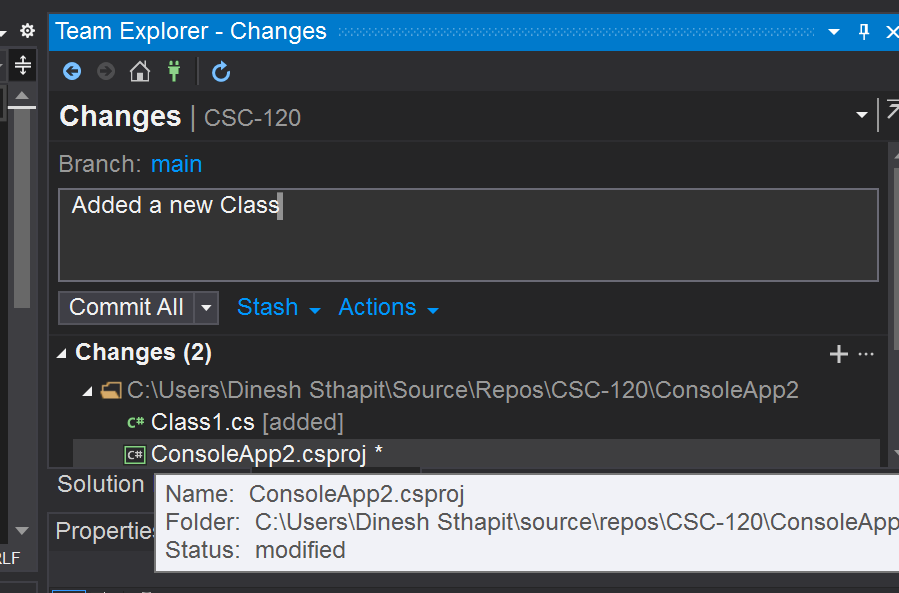 Team Explorer - Changes
Changes | CSC-120
Branch: main
Added a new Class
Commit All Stash Actions
Changes (2)
C:\Users\Dinesh Sthapit\Source\Repos\CSC-120\ConsoleApp2
C# Class1.cs [added]
C# ConsoleApp2.csproj *
Solution
Name: ConsoleApp2.csproj
Folder: C:\Users\Dinesh Sthapit\source\repos\CSC-120\ConsoleApp
Properties
Status: modified
RLF